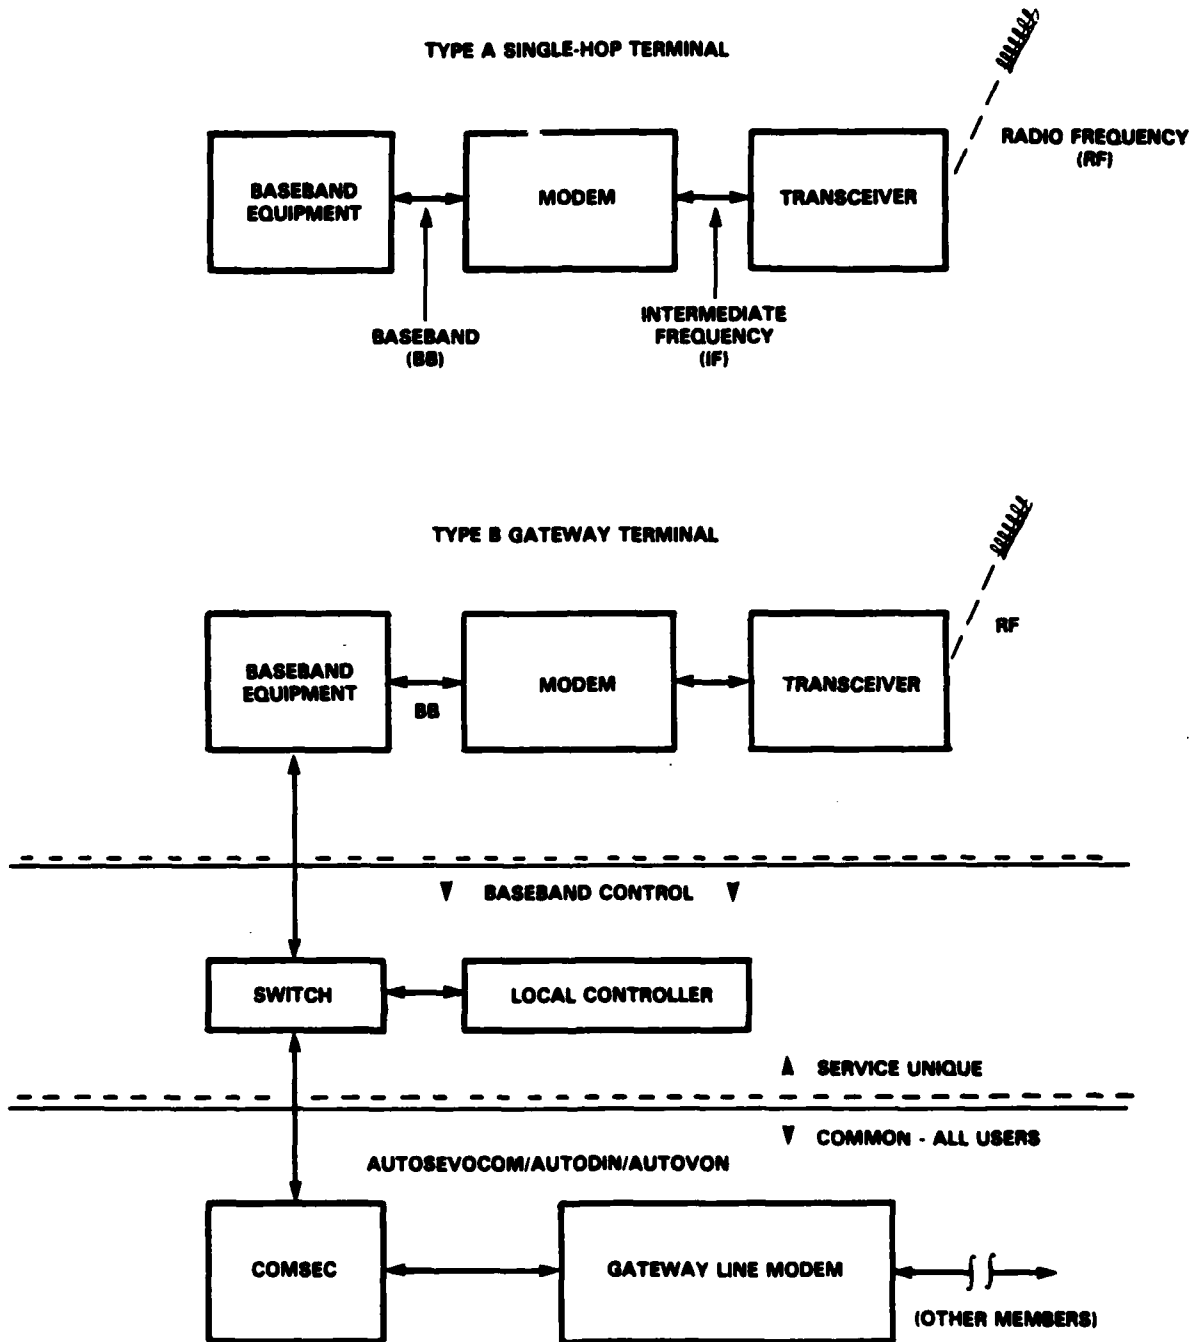 TYPE A SINGLE-HOP TERMINAL
RADIO FREQUENCY
(RF)
BASEBAND
EQUIPMENT
MODEM
TRANSCEIVER
BASEBAND
(BB)
INTERMEDIATE
FREQUENCY
(IF)
TYPE B GATEWAY TERMINAL
RF
BASEBAND
EQUIPMENT
BB
MODEM
TRANSCEIVER
BASEBAND CONTROL
SWITCH
LOCAL CONTROLLER
SERVICE UNIQUE
COMMON - ALL USERS
AUTOSEVOCOM/AUTODIN/AUTOVON
COMSEC
GATEWAY LINE MODEM
(OTHER MEMBERS)